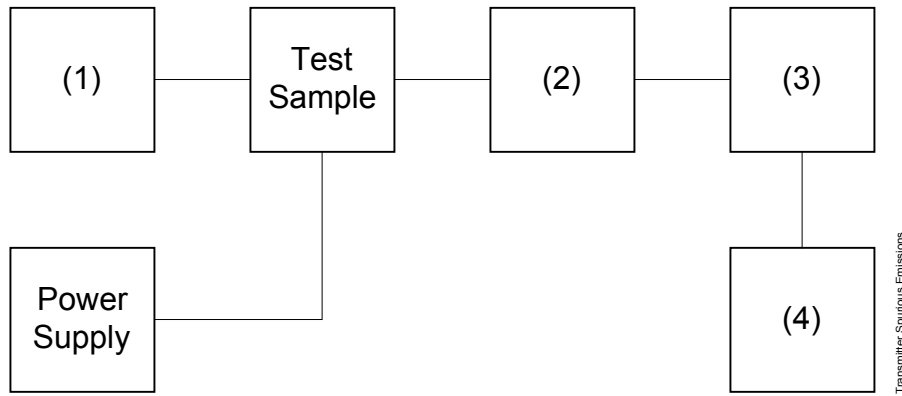 (1)
Test
Sample
(2)
(3)
Power
Supply
(4)
Transmitter Spurious Emissions